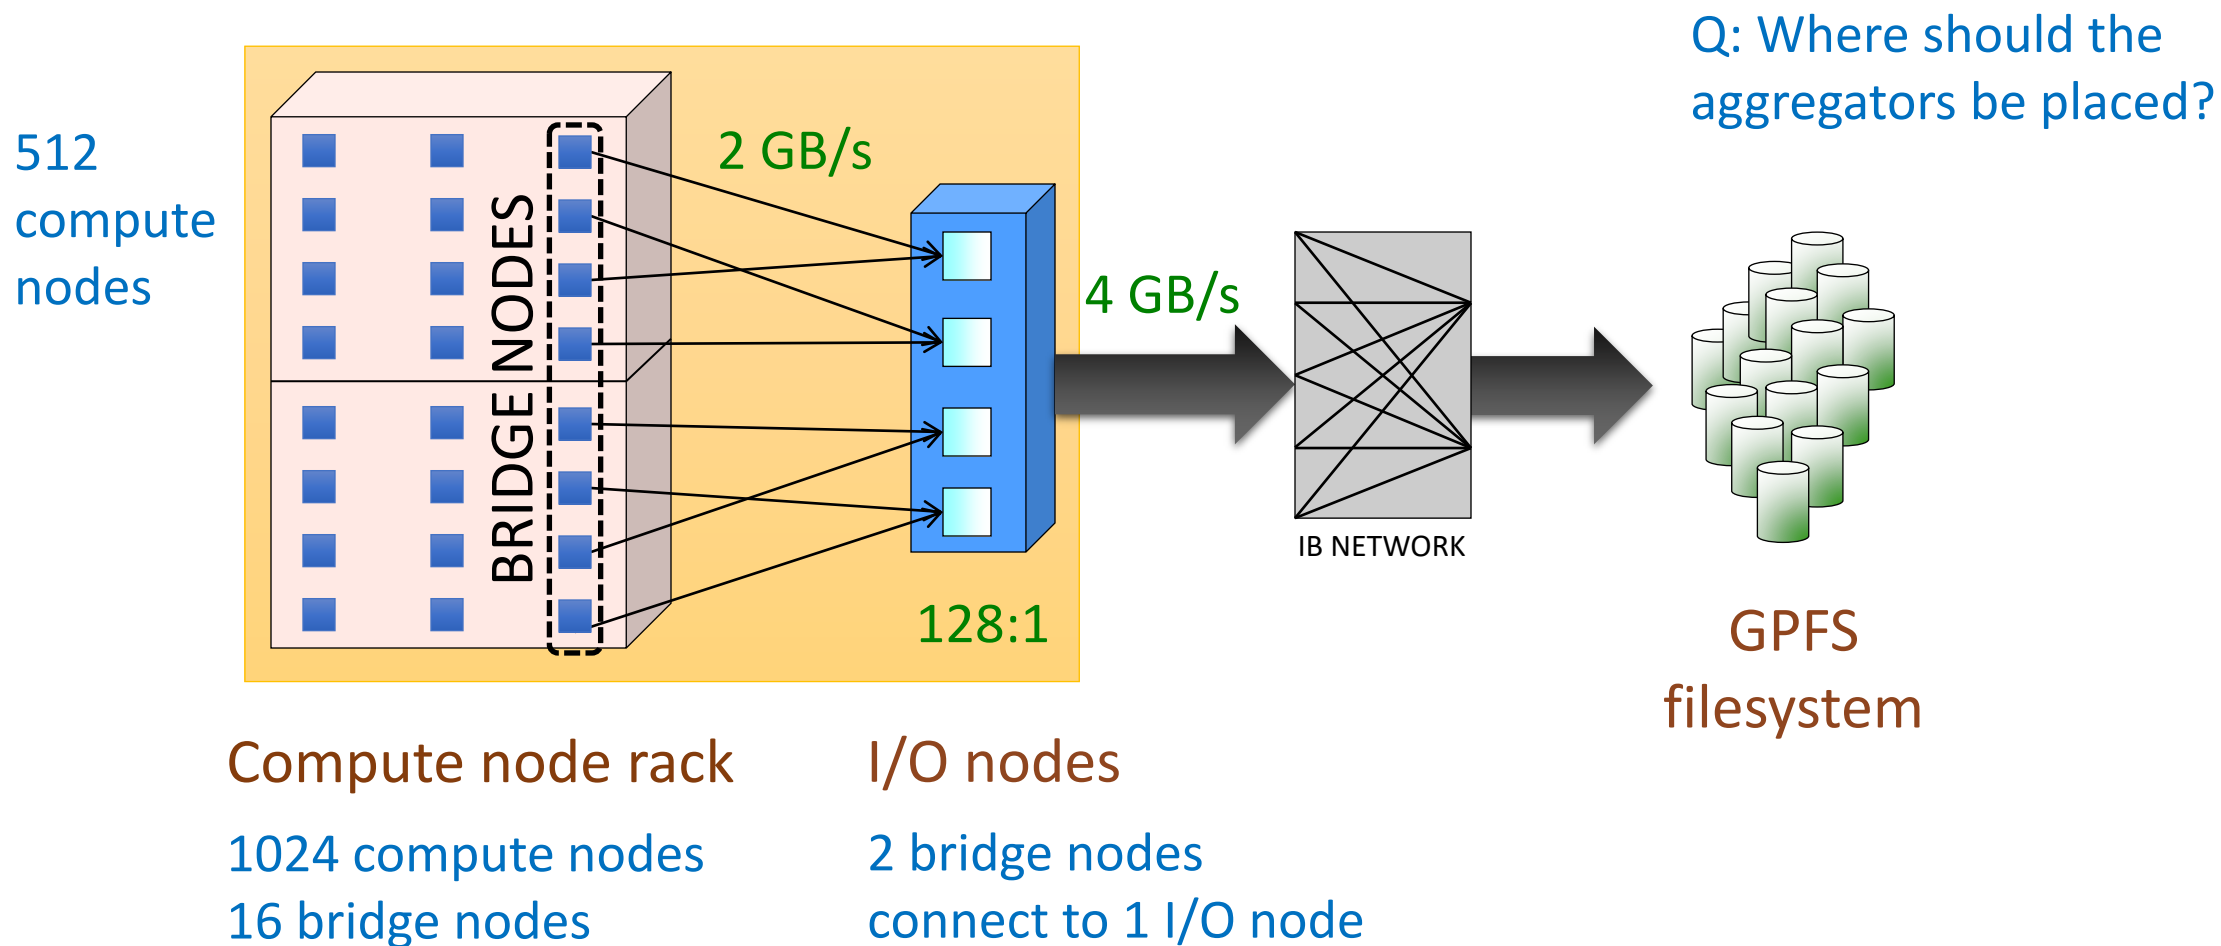 Q: Where should the
aggregators be placed?
512
compute
nodes
2 GB/s
BRIDGE NODES
4 GB/s
128:1
IB NETWORK
GPFS
filesystem
Compute node rack
1024 compute nodes
16 bridge nodes
I/O nodes
2 bridge nodes
connect to 1 I/O node